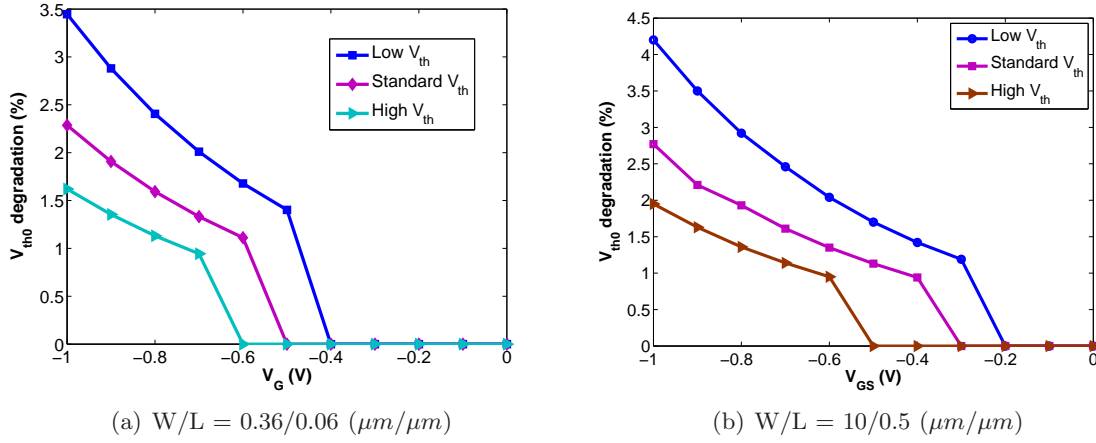 3.5
3
2.5
2
1.5
1
0.5
0
V_th0 degradation (%)
Low V_th
Standard V_th
High V_th
−1
−0.8
−0.6
−0.4
−0.2
0
V_G (V)
(a) W/L = 0.36/0.06 (μm/μm)
4.5
4
3.5
3
2.5
2
1.5
1
0.5
0
V_th0 degradation (%)
Low V_th
Standard V_th
High V_th
−1
−0.8
−0.6
−0.4
−0.2
0
V_GS (V)
(b) W/L = 10/0.5 (μm/μm)